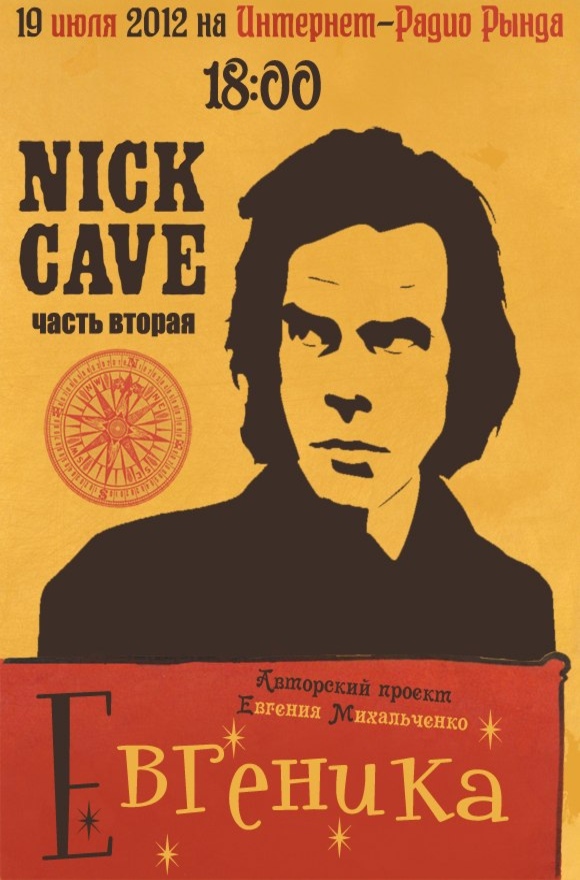 19 июля 2012 на Интернет-Радио Рында
18:00
NICK
CAVE
часть вторая
Авторский проект
Евгения Михальченко
Евгеника